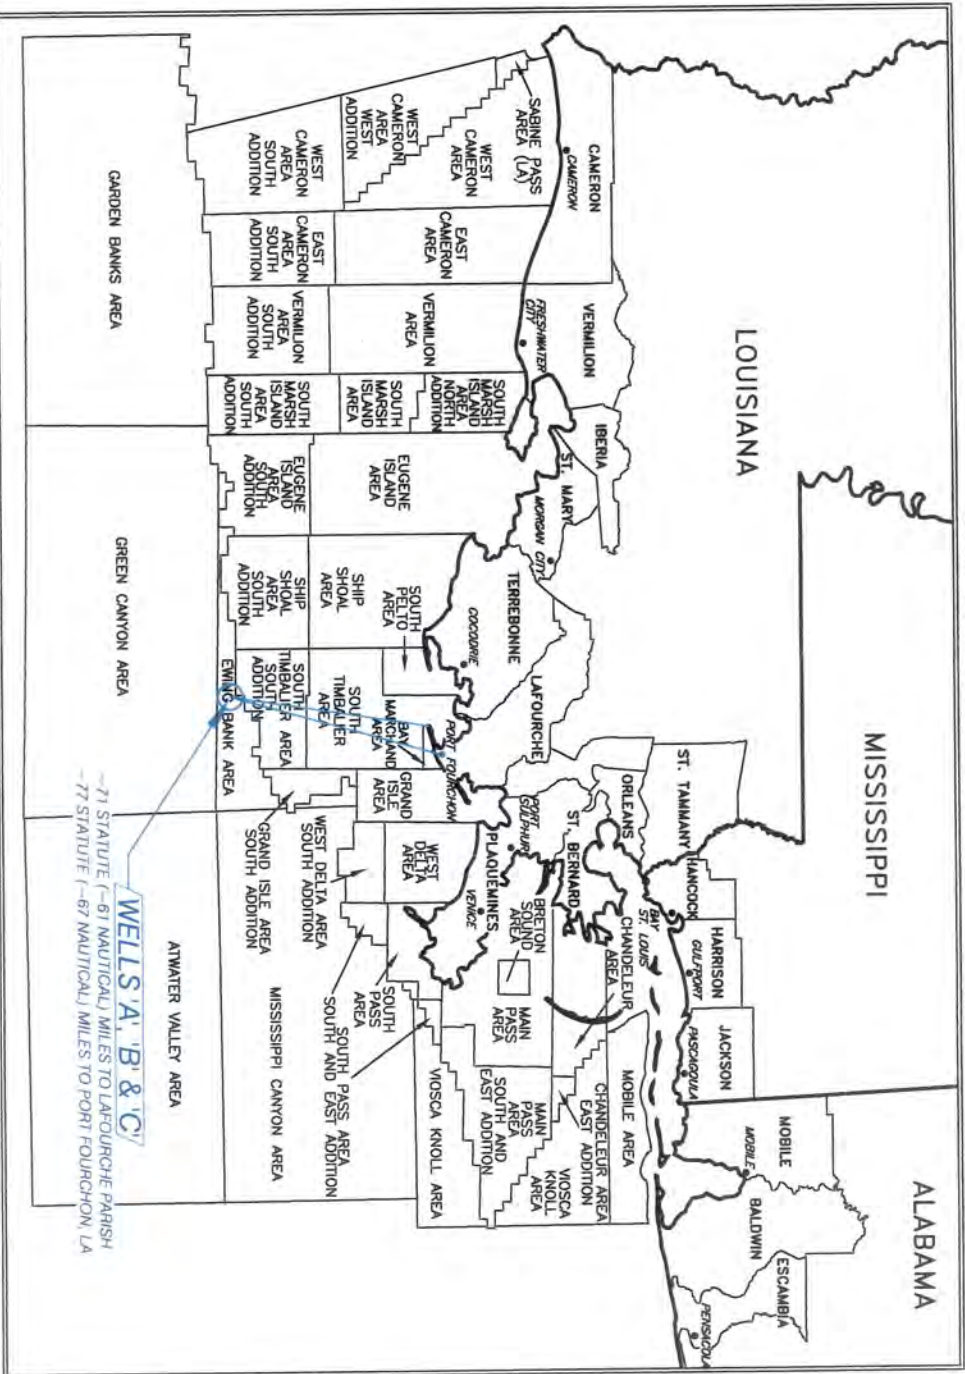 LOUISIANA
MISSISSIPPI
ALABAMA
CAMERON
CAMERON
VERMILION
FRESHWATER
CITY
IBERIA
ST. MARY
MORGAN CITY
TERREBONNE
COCODRIE
LAFOURCHE
PORT FOURCHON
ST. TAMMANY
ORLEANS
ST. BERNARD
PORT
SULPHUR
PLAQUEMINES
VENICE
HANCOCK
BAY
ST. LOUIS
HARRISON
GULFPORT
JACKSON
PASCAGOULA
MOBILE
MOBILE
BALDWIN
ESCAMBIA
PENSACOLA
SABINE PASS
AREA (LA)
WEST
CAMERON
AREA
WEST
CAMERON
AREA
WEST
ADDITION
WEST
CAMERON
AREA
SOUTH
ADDITION
EAST
CAMERON
AREA
EAST
CAMERON
AREA
SOUTH
ADDITION
VERMILION
AREA
VERMILION
AREA
SOUTH
ADDITION
SOUTH
MARSH
ISLAND
AREA
NORTH
ADDITION
SOUTH
MARSH
ISLAND
AREA
SOUTH
MARSH
ISLAND
AREA
SOUTH
ADDITION
EUGENE
ISLAND
AREA
EUGENE
ISLAND
AREA
SOUTH
ADDITION
SHIP
SHOAL
AREA
SHIP
SHOAL
AREA
SOUTH
ADDITION
SOUTH
PELTO
AREA
BAY
MARCHAND
AREA
SOUTH
TIMBALIER
AREA
SOUTH
TIMBALIER AREA
SOUTH
ADDITION
EWING BANK AREA
GRAND
ISLE
AREA
GRAND ISLE AREA
SOUTH ADDITION
WEST
DELTA
AREA
WEST DELTA AREA
SOUTH ADDITION
SOUTH
PASS
AREA
SOUTH PASS AREA
SOUTH AND EAST ADDITION
BRETON
SOUND
AREA
MAIN
PASS
AREA
MAIN
PASS
AREA
SOUTH AND
EAST ADDITION
CHANDELEUR
AREA
CHANDELEUR AREA
EAST ADDITION
MOBILE AREA
VIOSCA
KNOLL
AREA
VIOSCA KNOLL AREA
MISSISSIPPI CANYON AREA
ATWATER VALLEY AREA
GREEN CANYON AREA
GARDEN BANKS AREA
WELLS 'A', 'B' & 'C'
~71 STATUTE (~61 NAUTICAL) MILES TO LAFOURCHE PARISH
~77 STATUTE (~67 NAUTICAL) MILES TO PORT FOURCHON, LA